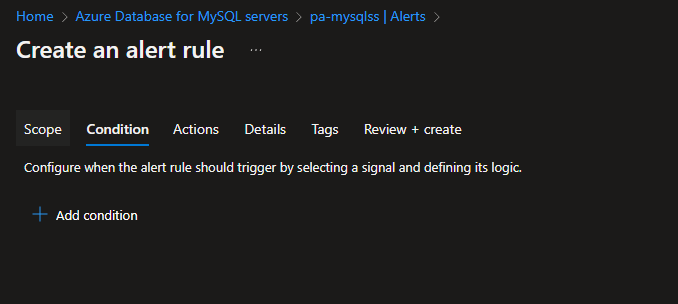 Home > Azure Database for MySQL servers > pa-mysqlss | Alerts >
Create an alert rule ...
Scope Condition Actions Details Tags Review + create
Configure when the alert rule should trigger by selecting a signal and defining its logic.
+ Add condition